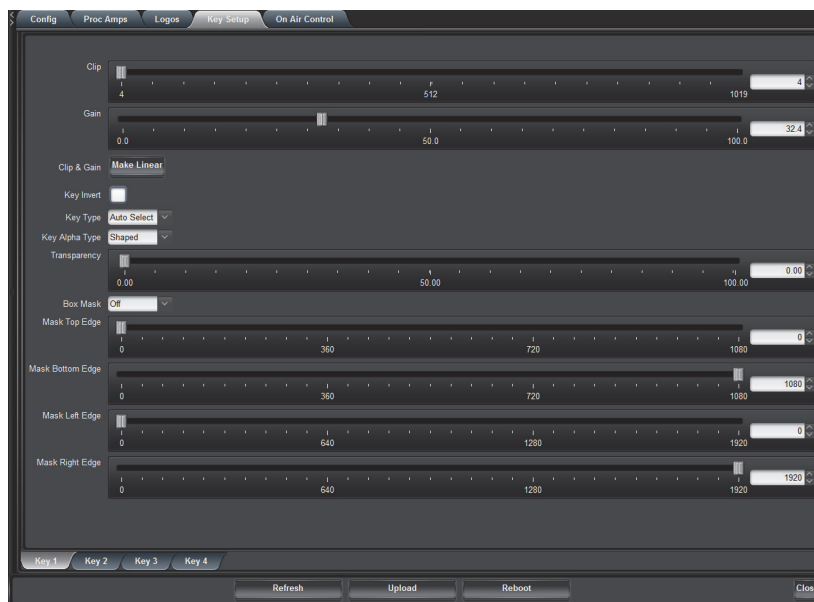 Config Proc Amps Logos Key Setup On Air Control
Clip
4 512 1019
4
Gain
0.0 50.0 100.0
32.4
Clip & Gain Make Linear
Key Invert
Key Type Auto Select
Key Alpha Type Shaped
Transparency
0.00 50.00 100.00
0.00
Box Mask Off
Mask Top Edge
0 360 720 1080
0
Mask Bottom Edge
0 360 720 1080
1080
Mask Left Edge
0 640 1280 1920
0
Mask Right Edge
0 640 1280 1920
1920
Key 1 Key 2 Key 3 Key 4
Refresh Upload Reboot Clos